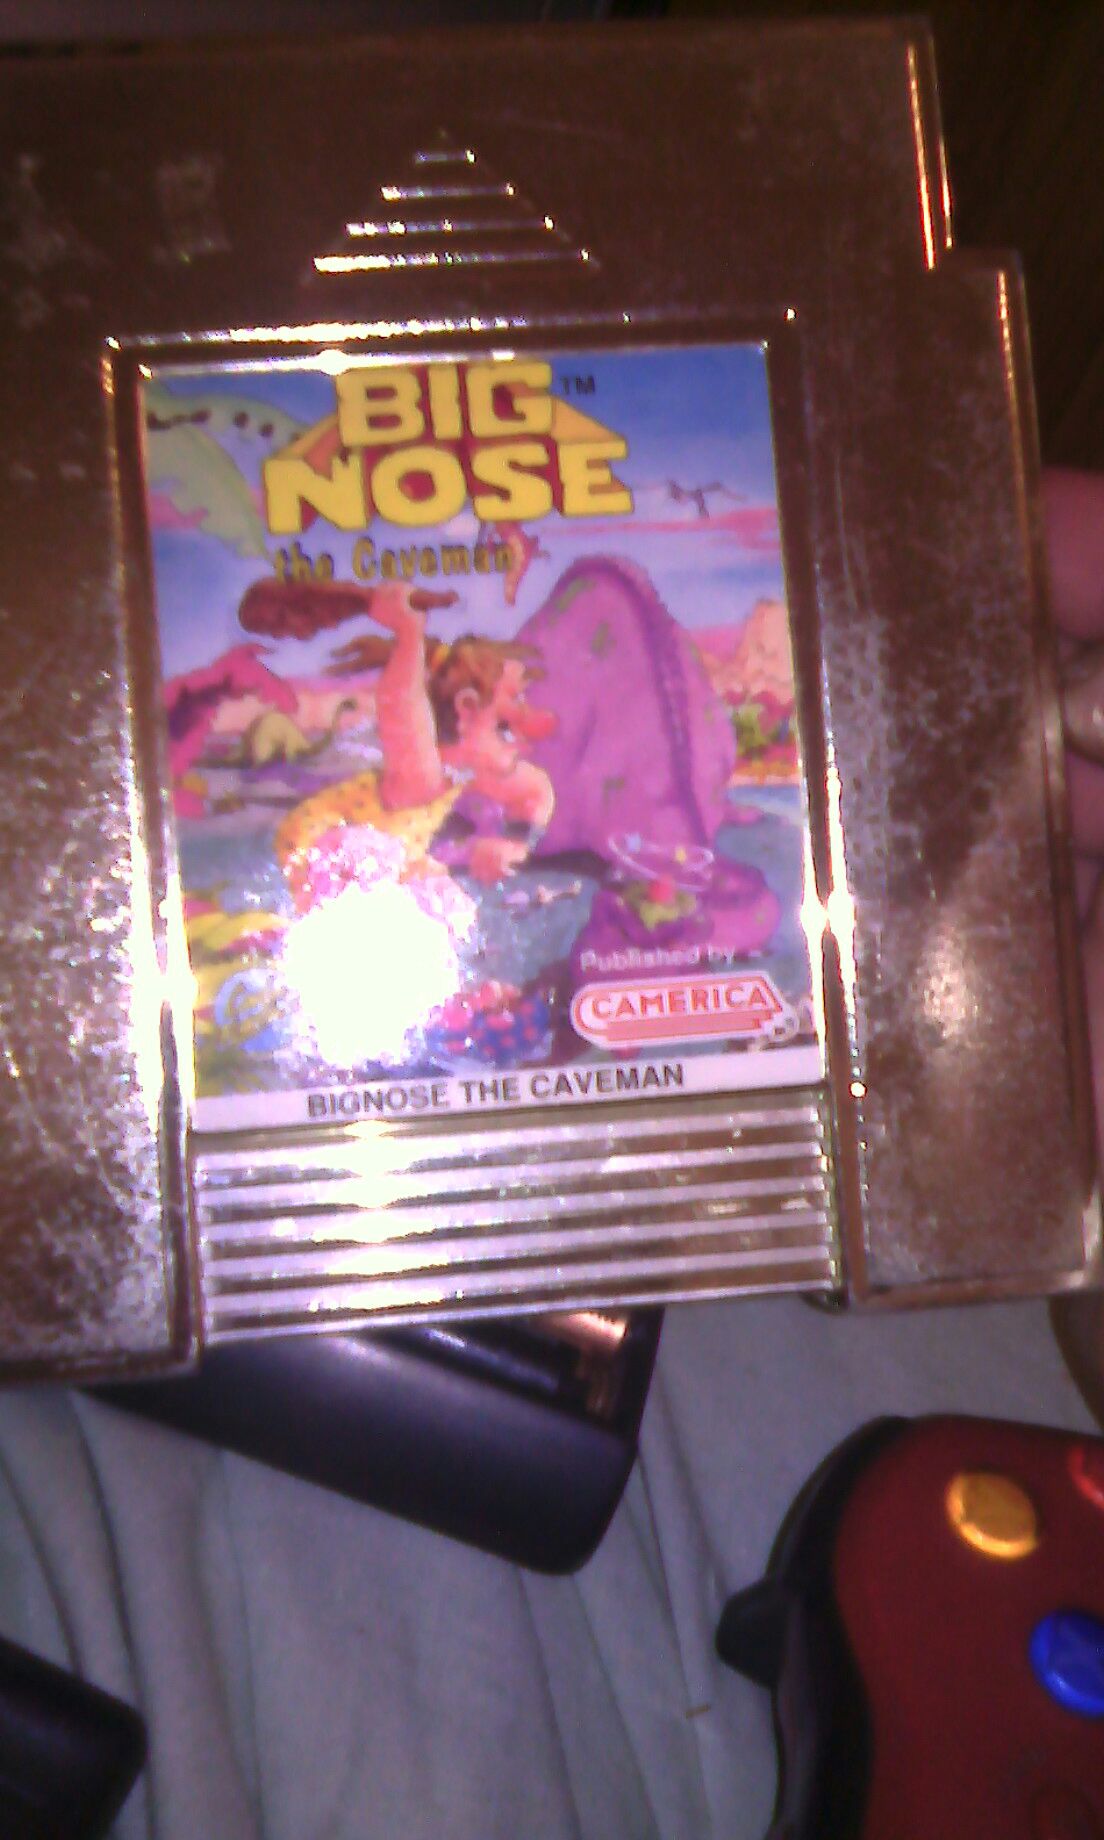 BIG™
NOSE
the Caveman
Published by
CAMERICA
BIGNOSE THE CAVEMAN